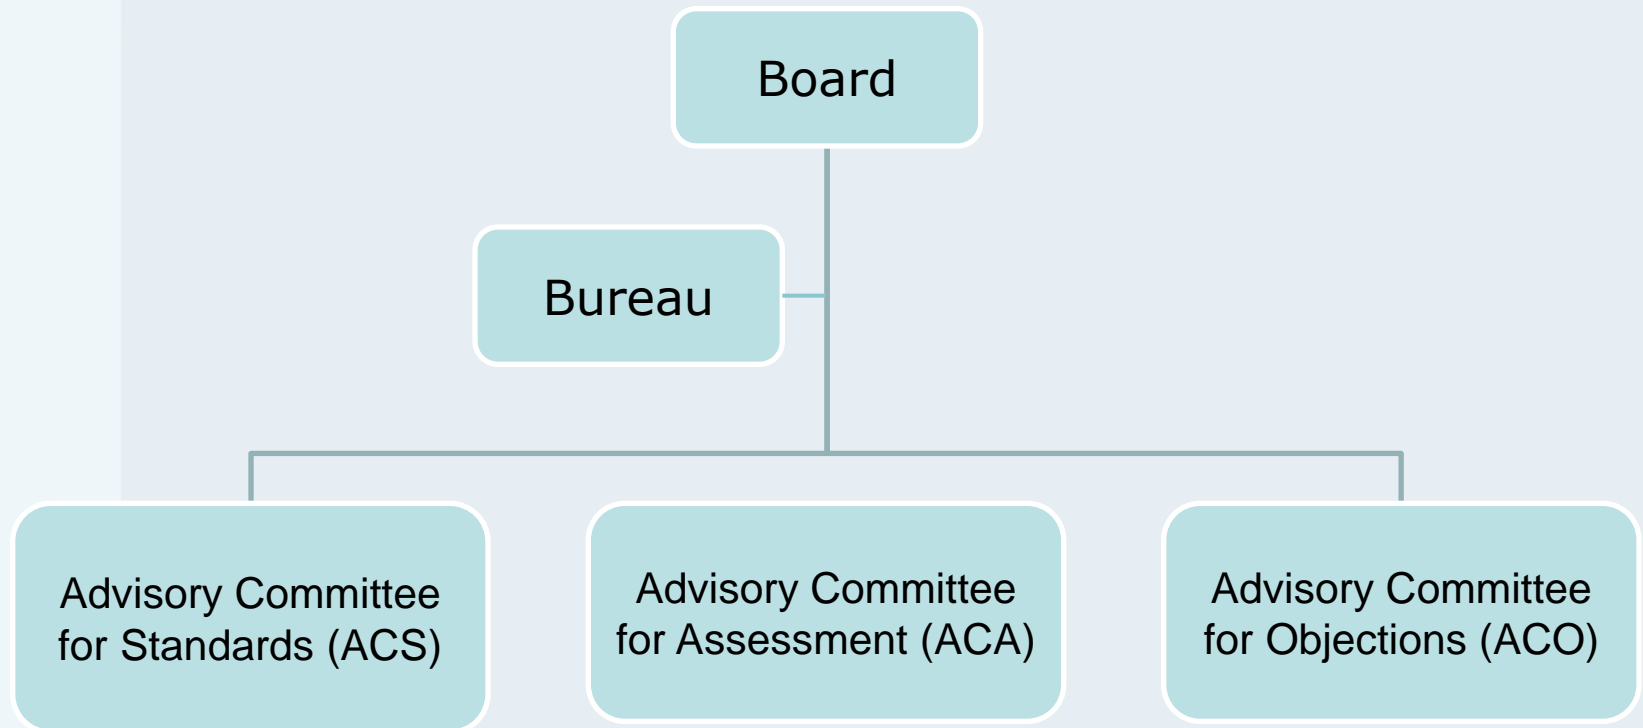 Board
Bureau
Advisory Committee
for Standards (ACS)
Advisory Committee
for Assessment (ACA)
Advisory Committee
for Objections (ACO)